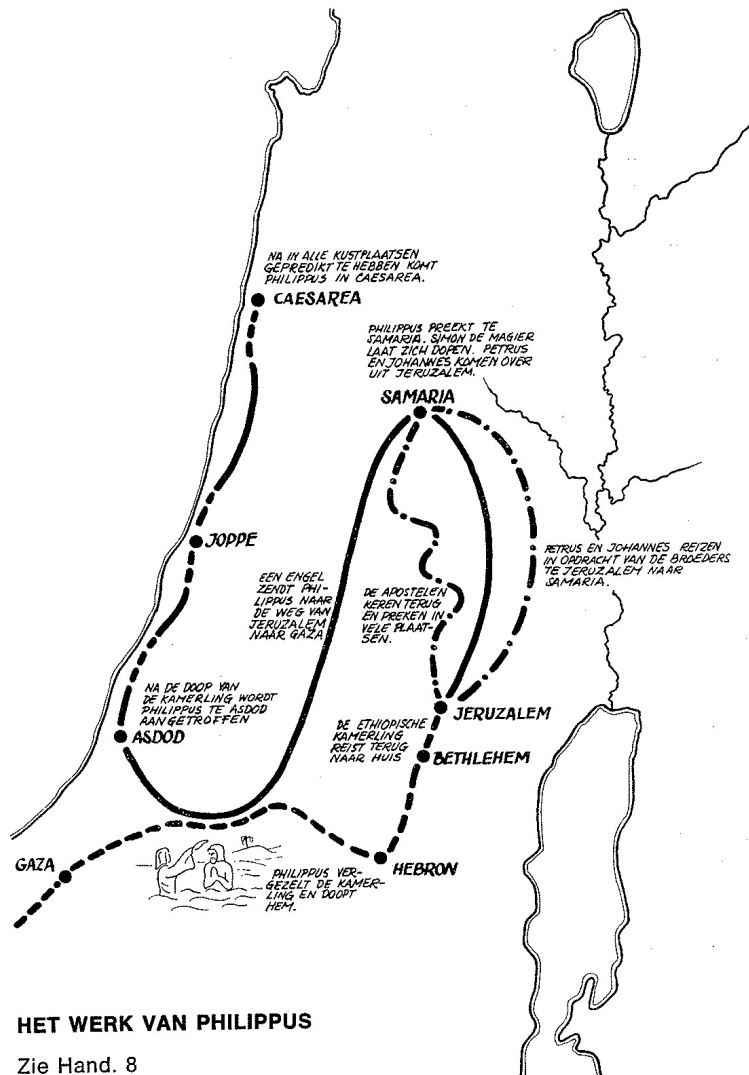 NA IN ALLE KUSTPLAATSEN
GEPREDIKT TE HEBBEN KOMT
PHILIPPUS IN CAESAREA.
CAESAREA
PHILIPPUS PREEKT TE
SAMARIA. SIMON DE MAGIER
LAAT ZICH DOPEN. PETRUS
EN JOHANNES KOMEN OVER
UIT JERUZALEM.
SAMARIA
JOPPE
PETRUS EN JOHANNES REIZEN
IN OPDRACHT VAN DE BROEDERS
TE JERUZALEM NAAR
SAMARIA.
EEN ENGEL
ZENDT PHI-
LIPPUS NAAR
DE WEG VAN
JERUZALEM
NAAR GAZA
DE APOSTELEN
KEREN TERUG
EN PREKEN IN
VELE PLAAT-
SEN.
NA DE DOOP VAN
DE KAMERLING WORDT
PHILIPPUS TE ASDOD
AANGETROFFEN
ASDOD
JERUZALEM
DE ETHIOPISCHE
KAMERLING
REIST TERUG
NAAR HUIS
BETHLEHEM
GAZA
HEBRON
PHILIPPUS VER-
GEZELT DE KAMER-
LING EN DOOPT
HEM.
HET WERK VAN PHILIPPUS
Zie Hand. 8